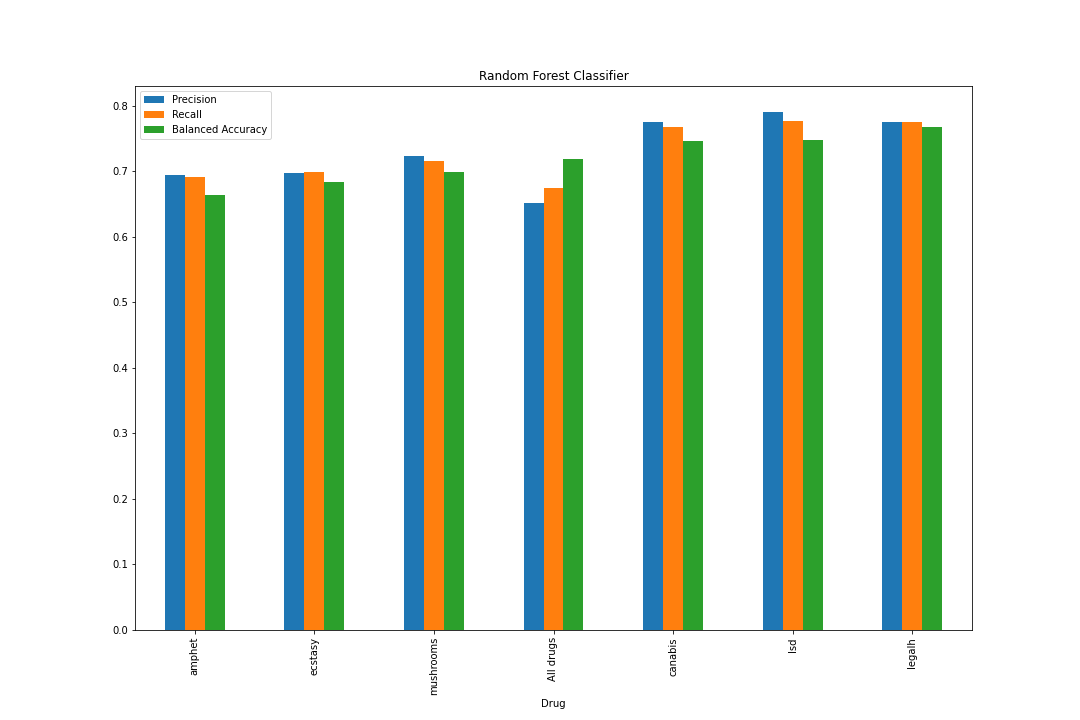 Random Forest Classifier
Precision
Recall
Balanced Accuracy
0.8
0.7
0.6
0.5
0.4
0.3
0.2
0.1
0.0
amphet
ecstasy
mushrooms
All drugs
canabis
lsd
legalh
Drug